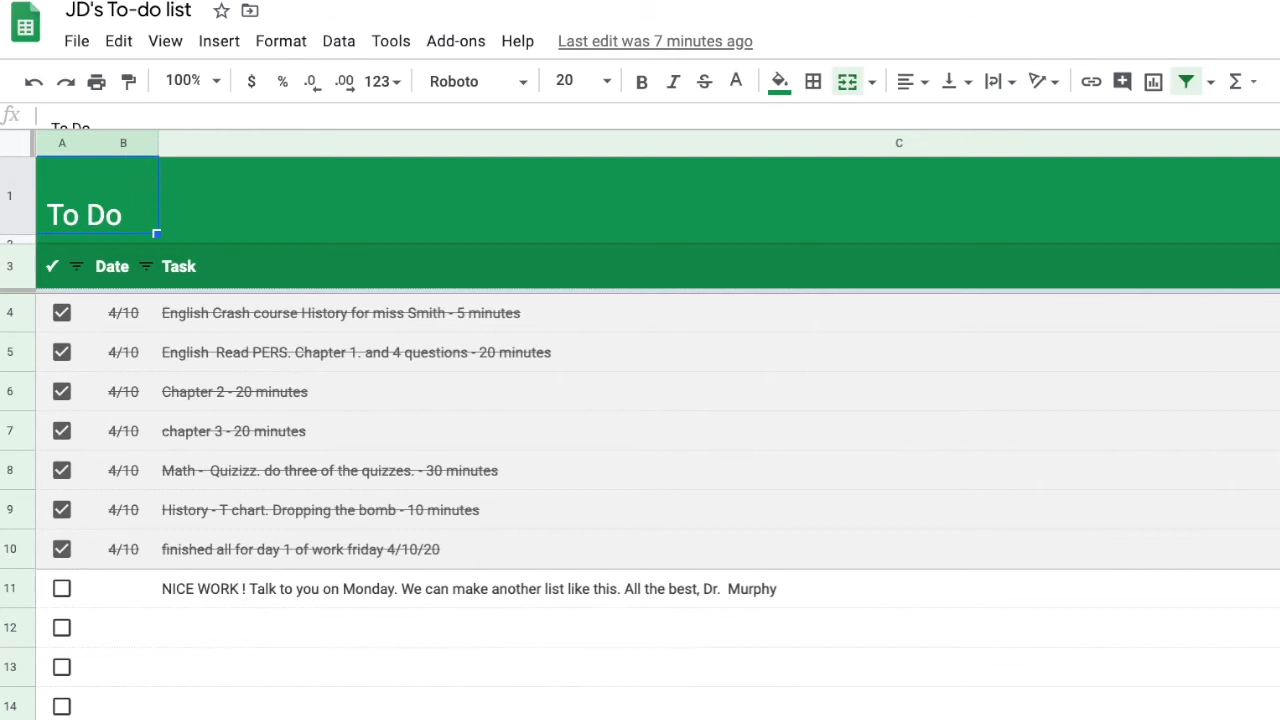 JD's To-do list
File Edit View Insert Format Data Tools Add-ons Help Last edit was 7 minutes ago
100% $ % .0 .00 123 Roboto 20 B I S A Σ
fx To Do
A B C
1 To Do
2
3 ✓ Date Task
4 4/10 English Crash course History for miss Smith - 5 minutes
5 4/10 English Read PERS. Chapter 1. and 4 questions - 20 minutes
6 4/10 Chapter 2 - 20 minutes
7 4/10 chapter 3 - 20 minutes
8 4/10 Math - Quizizz. do three of the quizzes. - 30 minutes
9 4/10 History - T chart. Dropping the bomb - 10 minutes
10 4/10 finished all for day 1 of work friday 4/10/20
11 NICE WORK ! Talk to you on Monday. We can make another list like this. All the best, Dr. Murphy
12
13
14